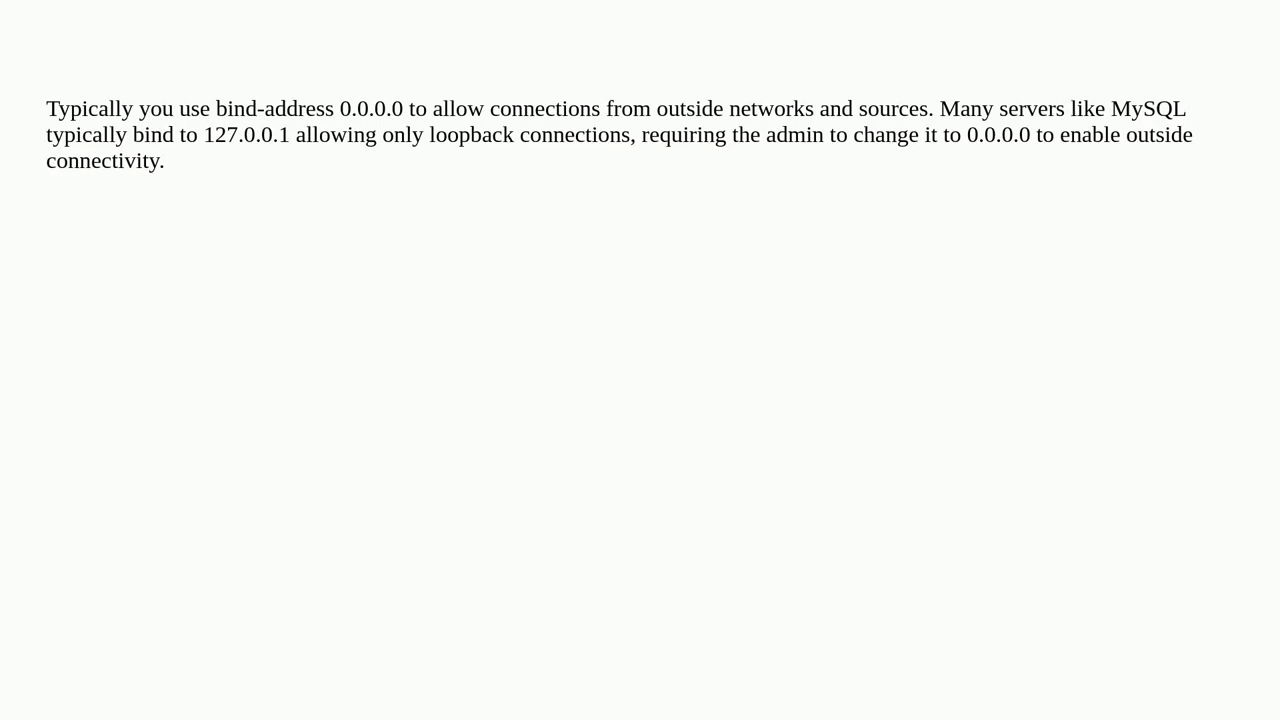 Typically you use bind-address 0.0.0.0 to allow connections from outside networks and sources. Many servers like MySQL
typically bind to 127.0.0.1 allowing only loopback connections, requiring the admin to change it to 0.0.0.0 to enable outside
connectivity.